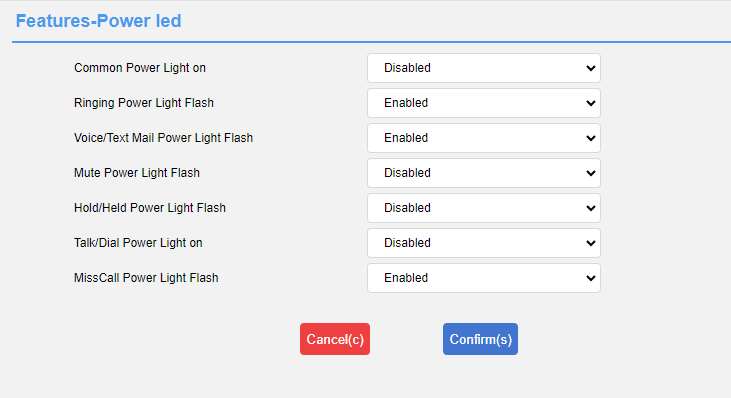 Features-Power led
Common Power Light on Disabled
Ringing Power Light Flash Enabled
Voice/Text Mail Power Light Flash Enabled
Mute Power Light Flash Disabled
Hold/Held Power Light Flash Disabled
Talk/Dial Power Light on Disabled
MissCall Power Light Flash Enabled
Cancel(c) Confirm(s)